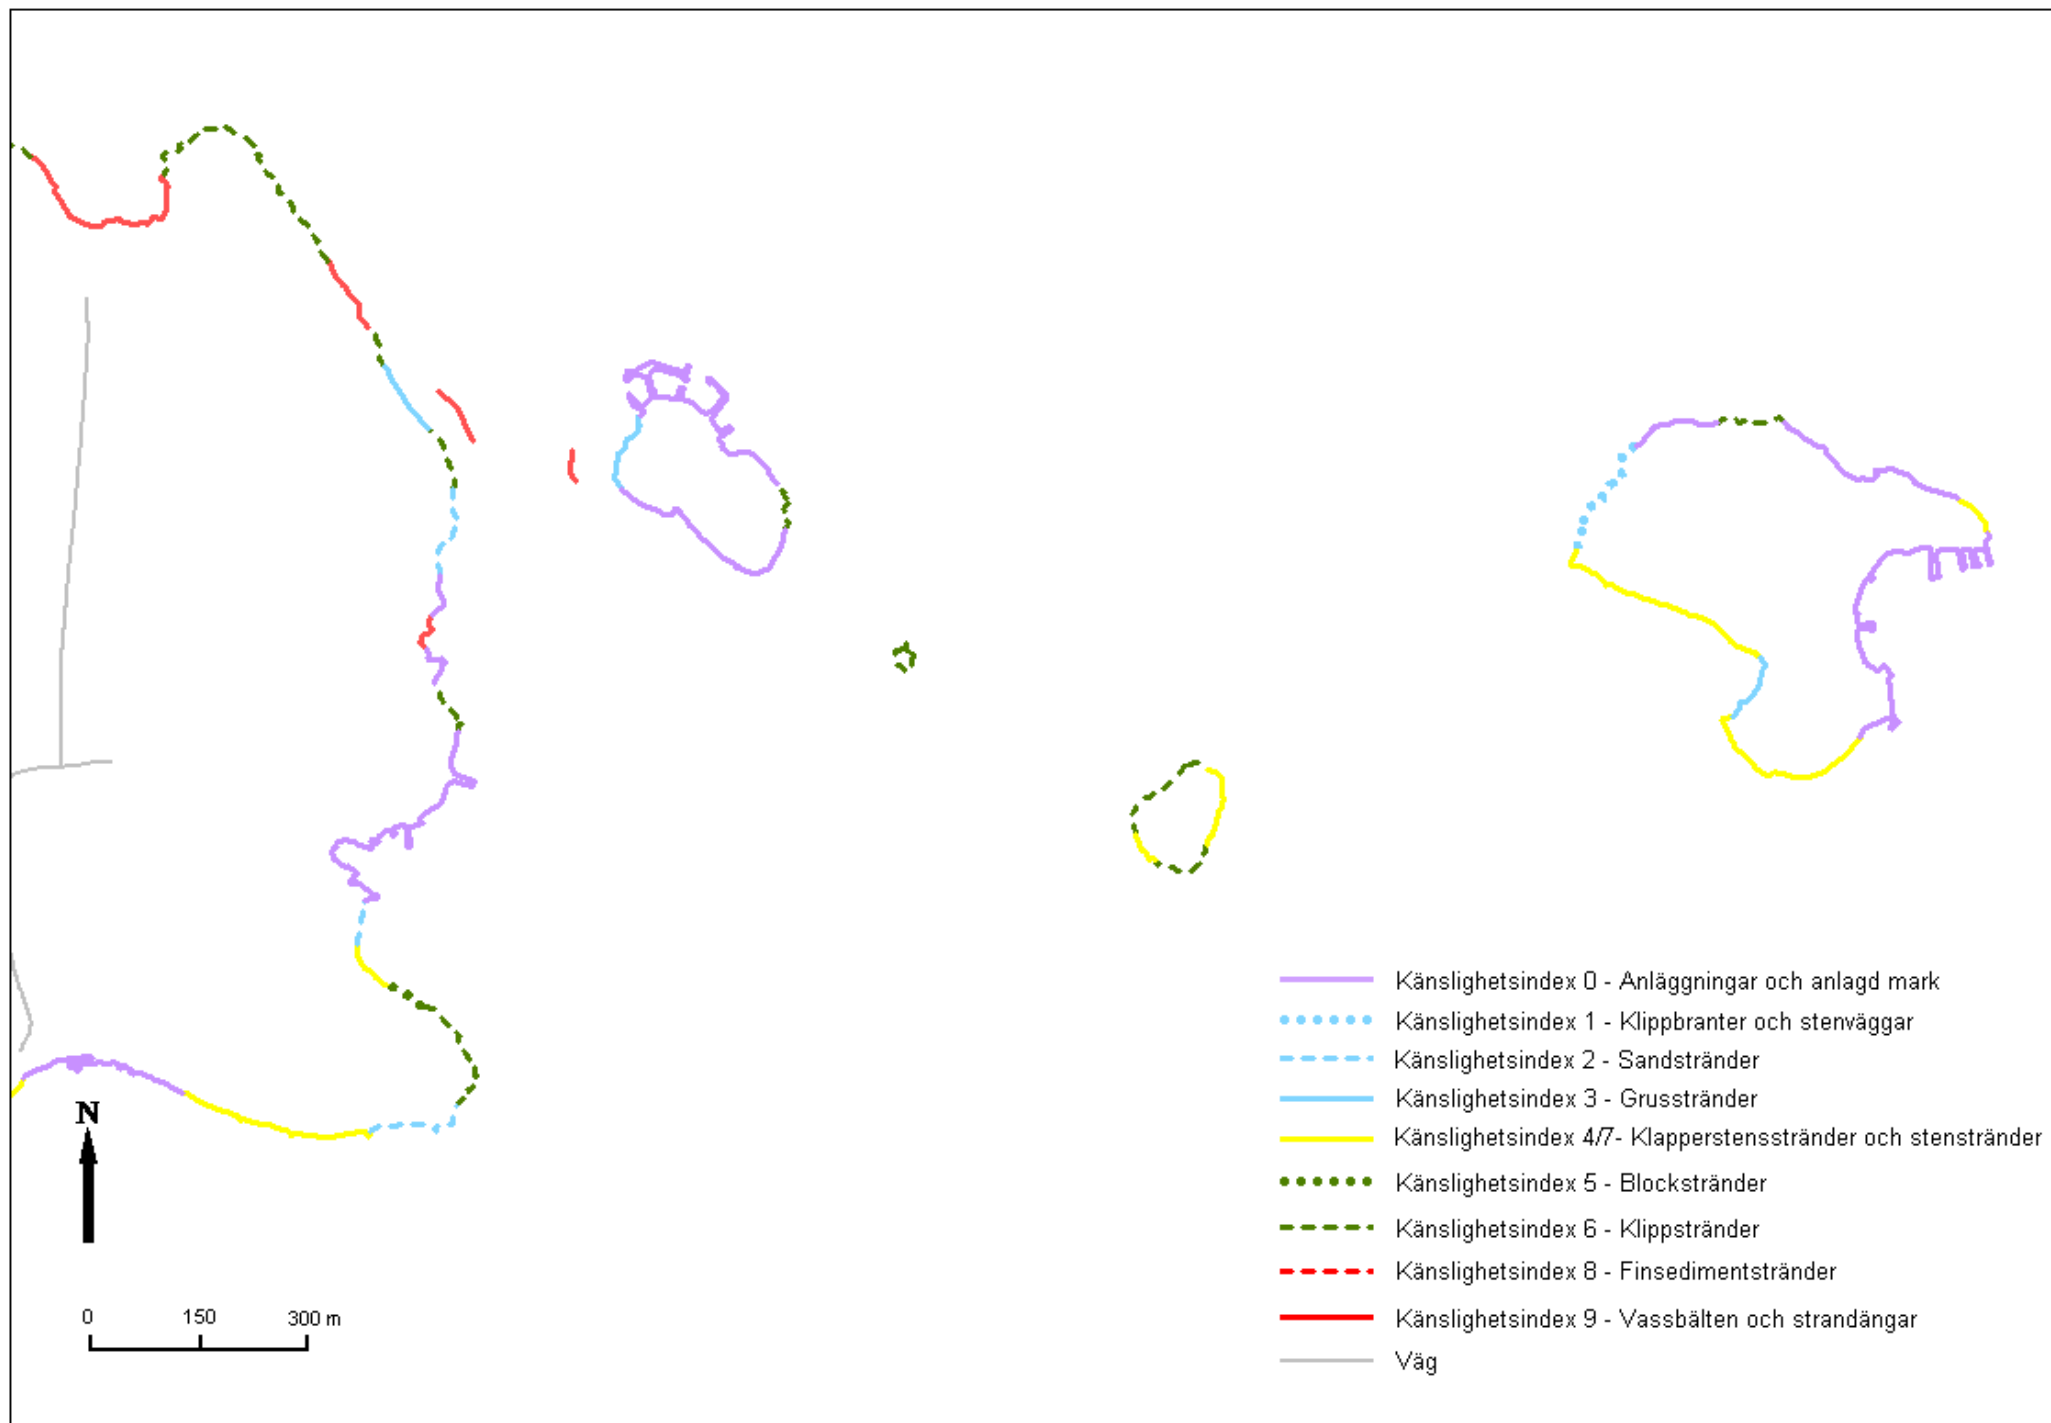 Känslighetsindex 0 - Anläggningar och anlagd mark
Känslighetsindex 1 - Klippbranter och stenväggar
Känslighetsindex 2 - Sandstränder
Känslighetsindex 3 - Grusstränder
Känslighetsindex 4/7- Klapperstensstränder och stenstränder
Känslighetsindex 5 - Blockstränder
Känslighetsindex 6 - Klippstränder
Känslighetsindex 8 - Finsedimentstränder
Känslighetsindex 9 - Vassbälten och strandängar
Väg
N
0 150 300 m